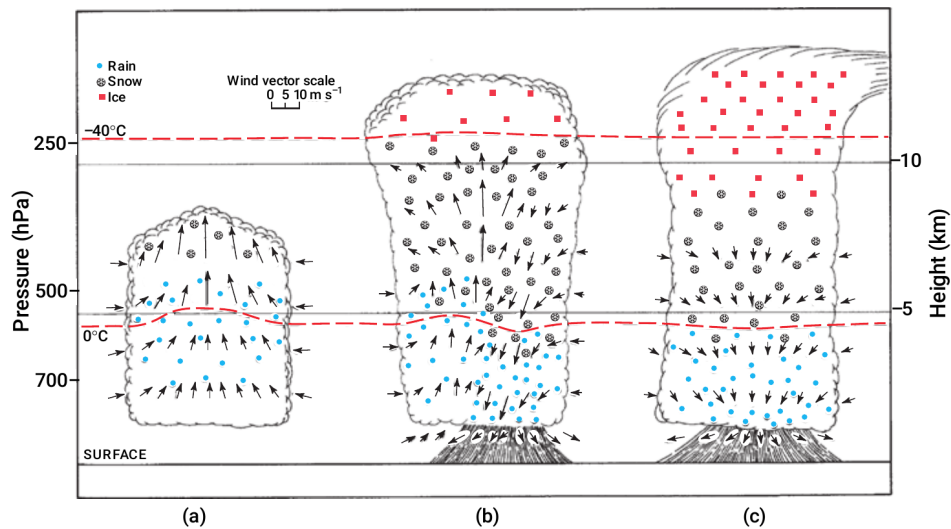 Rain
Snow
Ice
Wind vector scale
0 5 10 m s⁻¹
−40°C
250
10
Pressure (hPa)
Height (km)
500
5
0°C
700
SURFACE
(a) (b) (c)